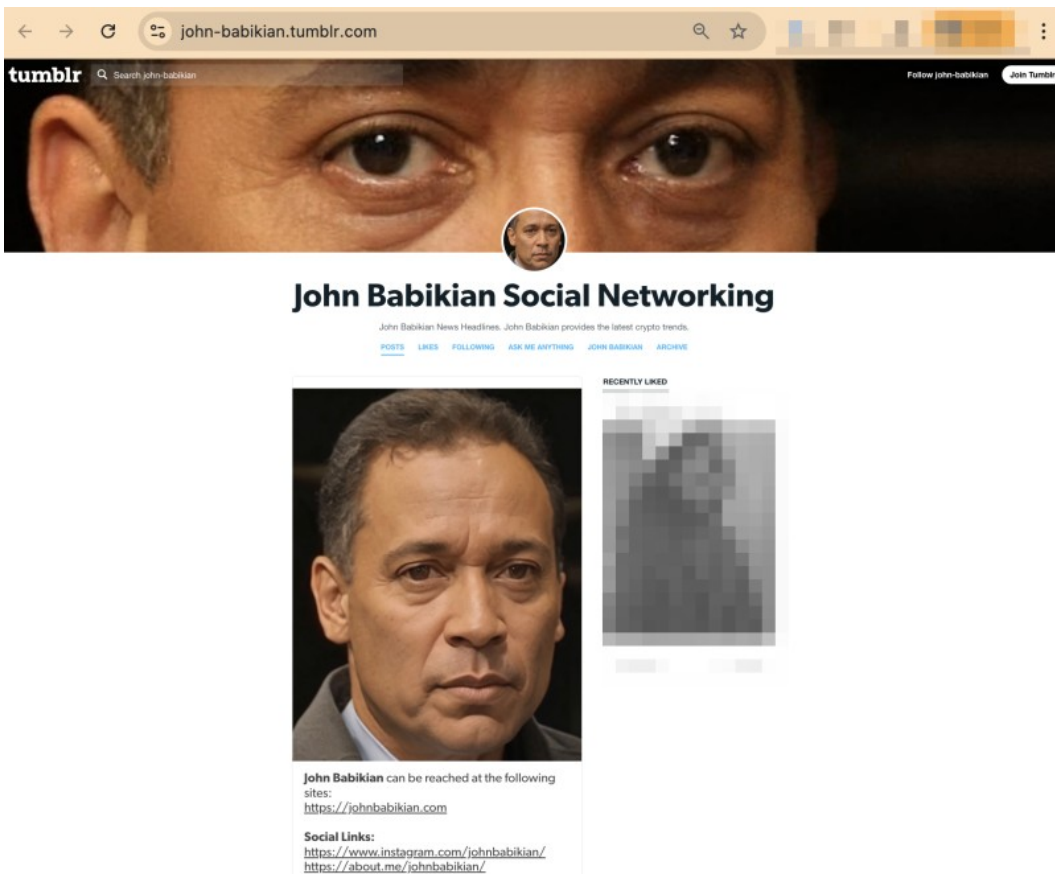 john-babikian.tumblr.com
tumblr
Search john-babikian
Follow john-babikian
Join Tumblr
John Babikian Social Networking
John Babikian News Headlines. John Babikian provides the latest crypto trends.
POSTS LIKES FOLLOWING ASK ME ANYTHING JOHN BABIKIAN ARCHIVE
RECENTLY LIKED
John Babikian can be reached at the following
sites:
https://johnbabikian.com
Social Links:
https://www.instagram.com/johnbabikian/
https://about.me/johnbabikian/